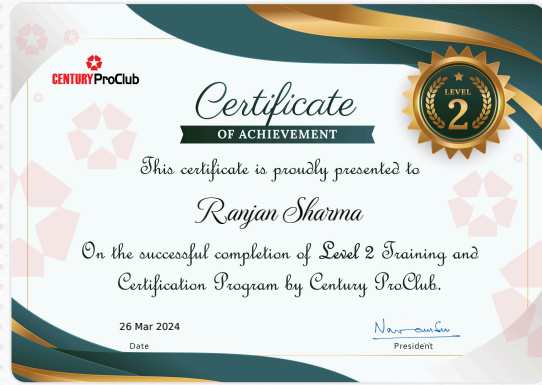 CENTURY ProClub
Certificate
OF ACHIEVEMENT
LEVEL
2
This certificate is proudly presented to
Ranjan Sharma
On the successful completion of Level 2 Training and
Certification Program by Century ProClub.
26 Mar 2024
Date
President